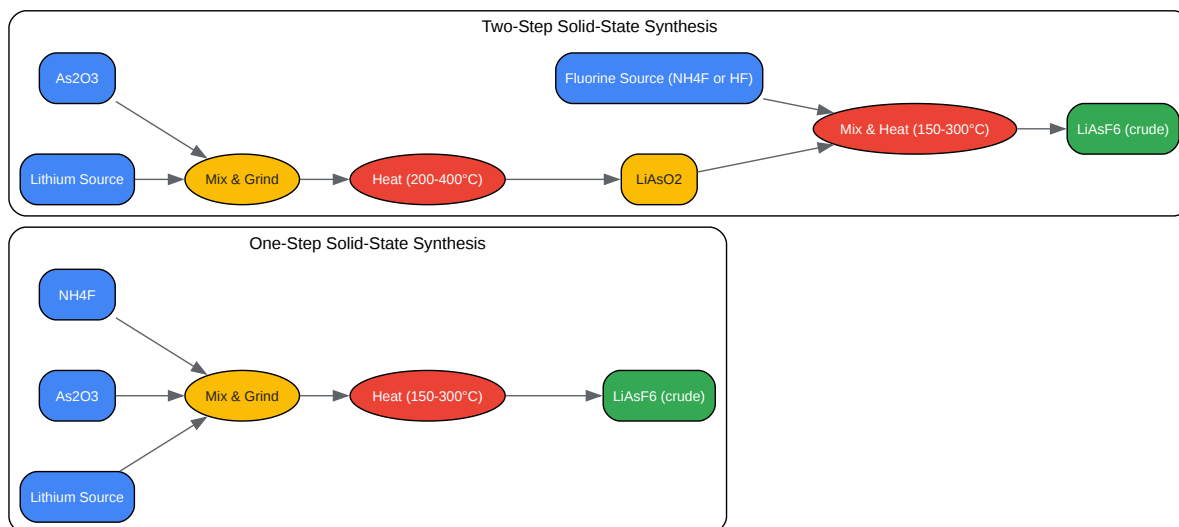 Two-Step Solid-State Synthesis
As2O3
Fluorine Source (NH4F or HF)
Mix & Heat (150-300°C)
LiAsF6 (crude)
Lithium Source
Mix & Grind
Heat (200-400°C)
LiAsO2
One-Step Solid-State Synthesis
NH4F
As2O3
Mix & Grind
Heat (150-300°C)
LiAsF6 (crude)
Lithium Source